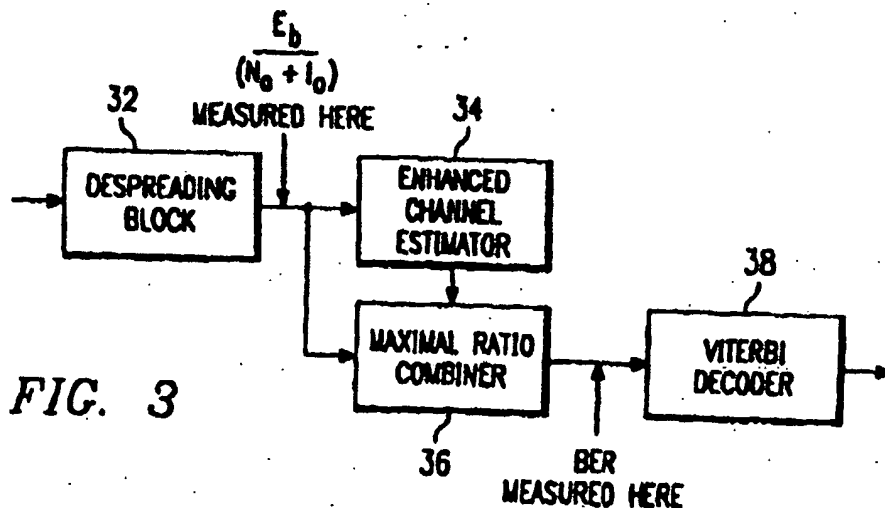 E_b
(N_o + I_o)
MEASURED HERE
32
DESPREADING
BLOCK
34
ENHANCED
CHANNEL
ESTIMATOR
MAXIMAL RATIO
COMBINER
36
38
VITERBI
DECODER
BER
MEASURED HERE
FIG. 3